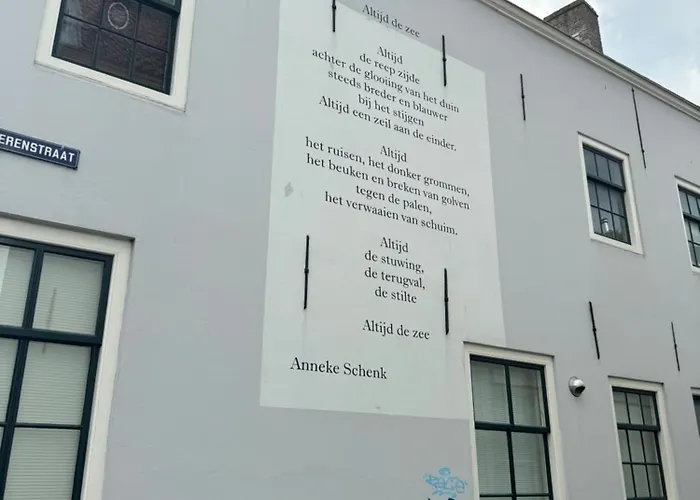 Altijd de zee
Altijd
de reep zijde
achter de glooiing van het duin
steeds breder en blauwer
bij het stijgen
Altijd een zeil aan de einder.
Altijd
het ruisen, het donker grommen,
het beuken en breken van golven
tegen de palen,
het verwaaien van schuim.
Altijd
de stuwing,
de terugval,
de stilte
Altijd de zee
Anneke Schenk
ERENSTRAAT